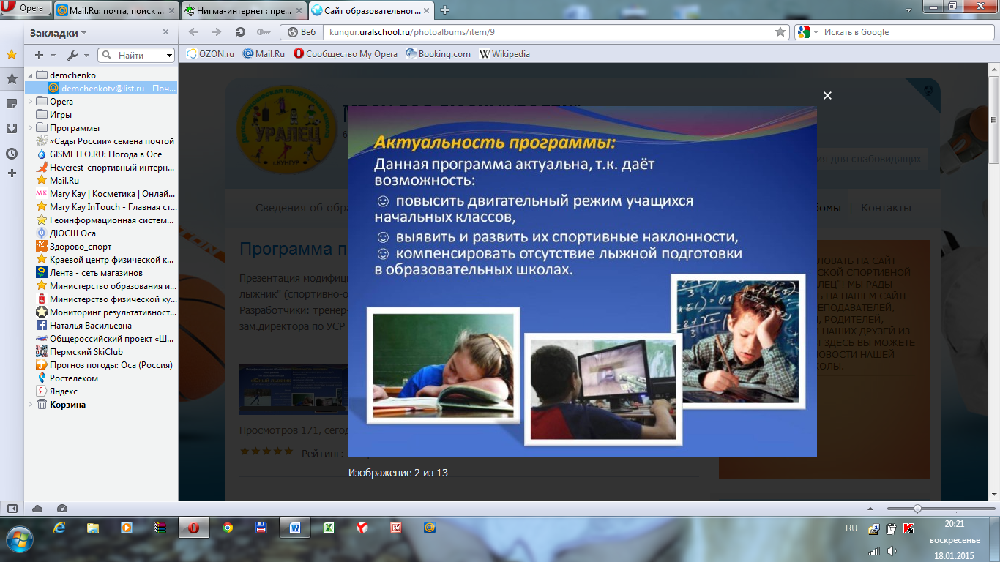 Opera
Mail.Ru: почта, поиск ...
Нигма-интернет : пре...
Сайт образовательног...
Закладки
Веб
kungur.uralschool.ru/photoalbums/item/9
Искать в Google
Найти
OZON.ru
Mail.Ru
Сообщество My Opera
Booking.com
Wikipedia
demchenko
demchenkotv@list.ru - Поч...
Opera
Игры
Программы
«Сады России» семена почтой
GISMETEO.RU: Погода в Осе
Heverest-спортивный интерн...
Mail.Ru
Mary Kay | Косметика | Онлай...
Mary Kay InTouch - Главная ст...
Геоинформационная систем...
ДЮСШ Оса
Здорово_спорт
Краевой центр физической к...
Лента - сеть магазинов
Министерство образования и...
Министерство физической ку...
Мониторинг результативност...
Наталья Васильевна
Общероссийский проект «Ш...
Пермский SkiClub
Прогноз погоды: Оса (Россия)
Ростелеком
Яндекс
Корзина
Детско-юношеская спортивная школа
УРАЛЕЦ
г.КУНГУР
ия для слабовидящих
Сведения об обра
бомы | Контакты
Программа по
Презентация модифици
лыжник" (спортивно-о
Разработчики: тренер-
зам.директора по УСР
Просмотров 171, сегод
Рейтинг:
Актуальность программы:
Данная программа актуальна, т.к. даёт
возможность:
☺ повысить двигательный режим учащихся
начальных классов,
☺ выявить и развить их спортивные наклонности,
☺ компенсировать отсутствие лыжной подготовки
в образовательных школах.
Изображение 2 из 13
ЛОВАТЬ НА САЙТ
СКОЙ СПОРТИВНОЙ
АЛЕЦ"! МЫ РАДЫ
Ь НА НАШЕМ САЙТЕ
ЕПОДАВАТЕЛЕЙ,
, РОДИТЕЛЕЙ,
НАШИХ ДРУЗЕЙ ИЗ
! ЗДЕСЬ ВЫ МОЖЕТЕ
ОВОСТИ НАШЕЙ
КОЛЫ.
RU
20:21
воскресенье
18.01.2015